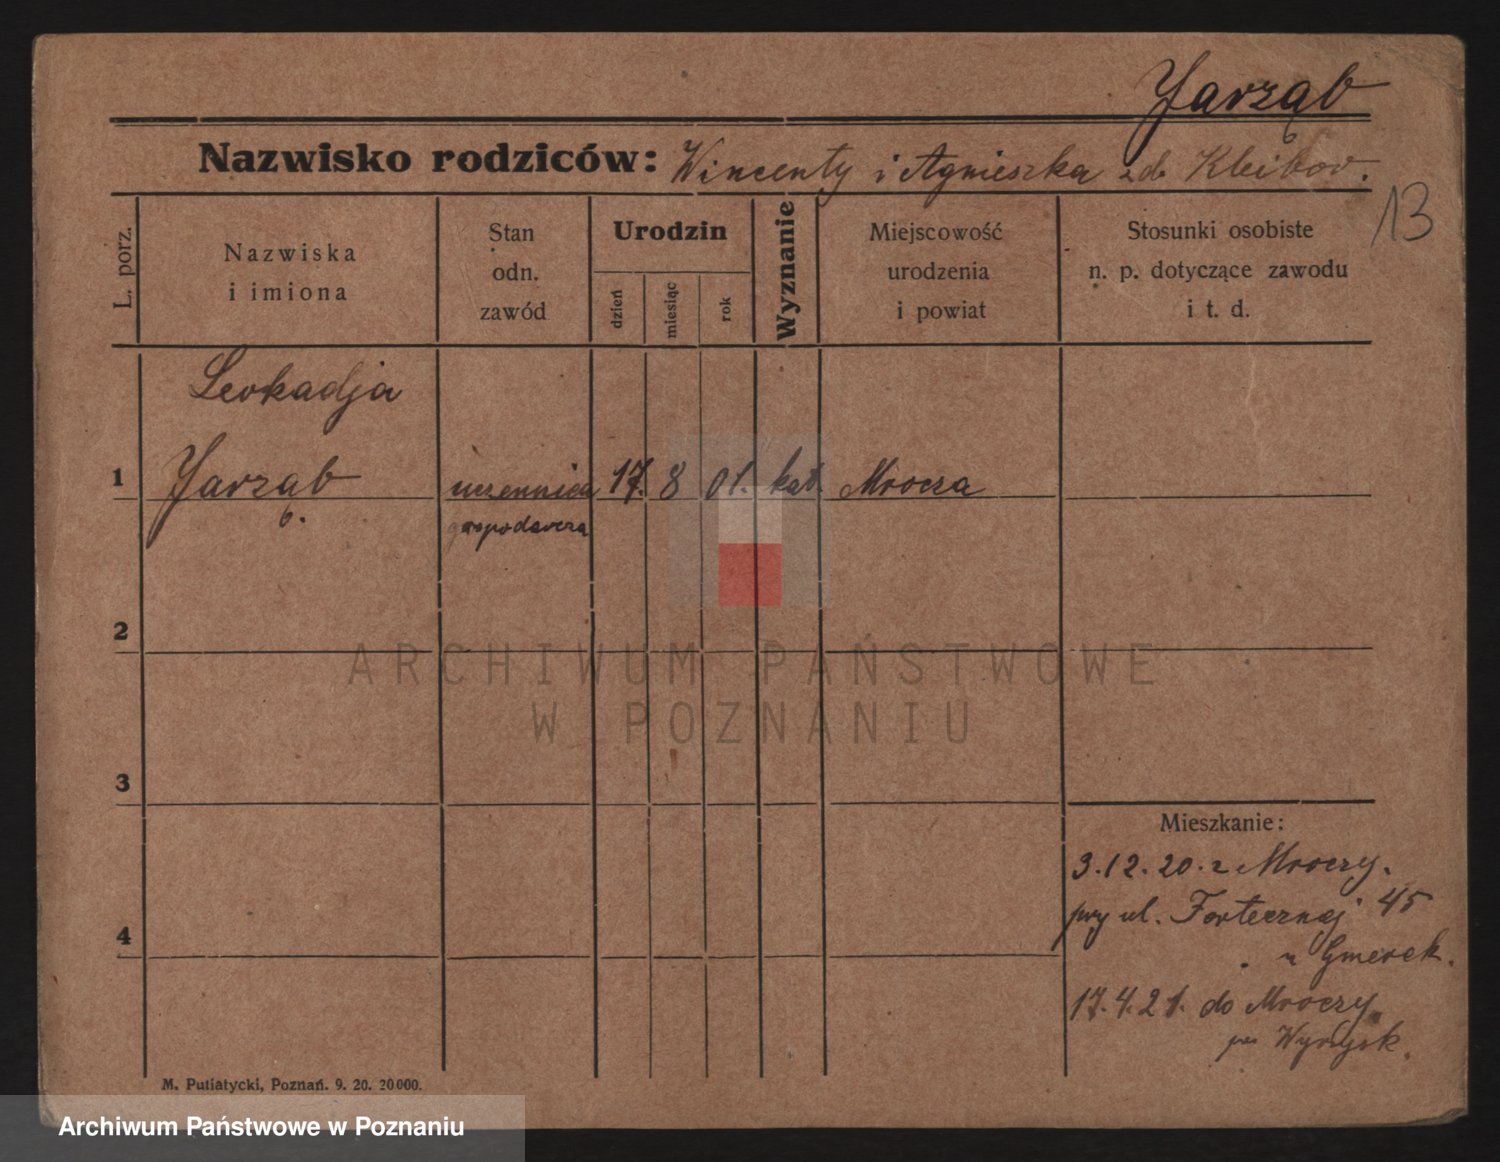 Jarząb
Nazwisko rodziców: Wincenty i Agnieszka zd. Kleibor.
13
L. porz.
Nazwiska
i imiona
Stan
odn.
zawód
Urodzin
dzień
miesiąc
rok
Wyznanie
Miejscowość
urodzenia
i powiat
Stosunki osobiste
n. p. dotyczące zawodu
i t. d.
Leokadja
1 Jarząb uczennica 17. 8 01. kat. Mrocza
gospodarcza
2
3
4
Mieszkanie:
3.12.20. z Mroczy.
przy ul. Fortecznej 45
u Gmerek.
17.4.21. do Mroczy
pow Wyrzysk.
M. Putiatycki, Poznań. 9. 20. 20000.
ARCHIWUM PAŃSTWOWE
W POZNANIU
Archiwum Państwowe w Poznaniu